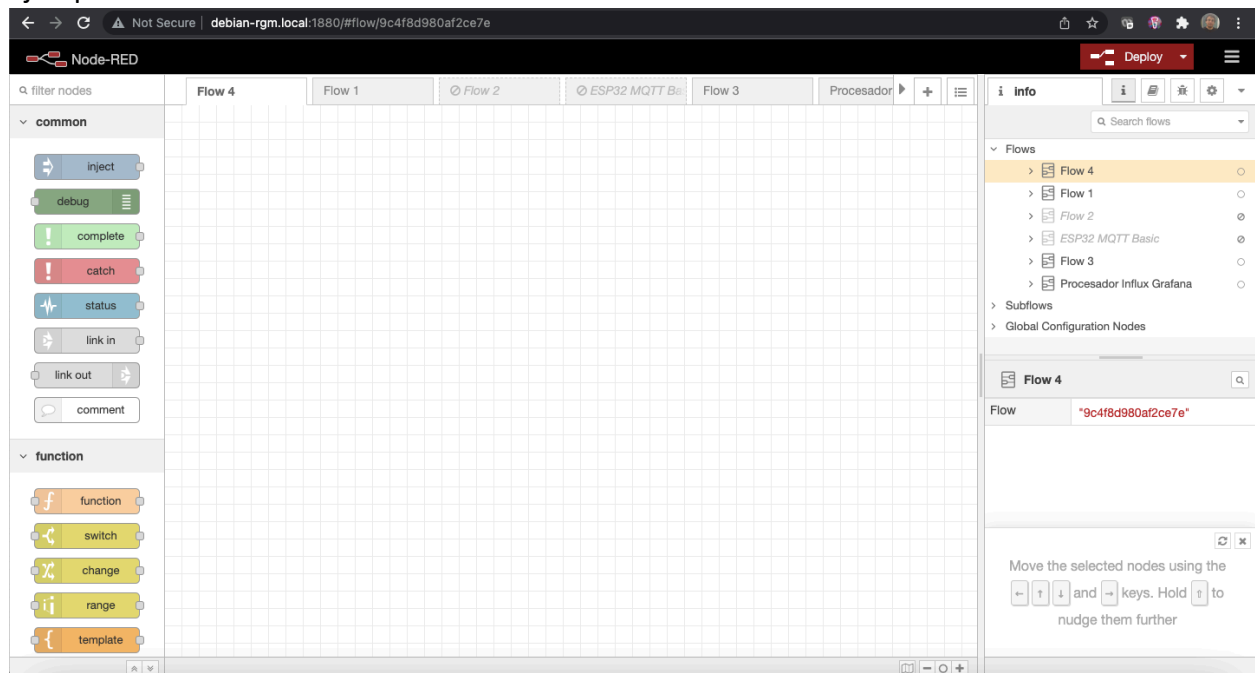 Not Secure | debian-rgm.local:1880/#flow/9c4f8d980af2ce7e
Node-RED
Deploy
filter nodes
Flow 4
Flow 1
Flow 2
ESP32 MQTT Ba
Flow 3
Procesador
i info
Search flows
common
inject
debug
complete
catch
status
link in
link out
comment
function
function
switch
change
range
template
Flows
Flow 4
Flow 1
Flow 2
ESP32 MQTT Basic
Flow 3
Procesador Influx Grafana
Subflows
Global Configuration Nodes
Flow 4
Flow "9c4f8d980af2ce7e"
Move the selected nodes using the
← ↑ ↓ and → keys. Hold ⇧ to
nudge them further